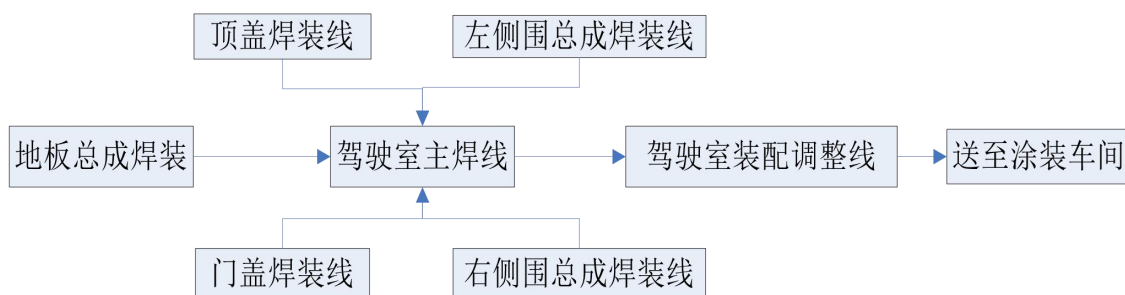 顶盖焊装线
左侧围总成焊装线
地板总成焊装
驾驶室主焊线
驾驶室装配调整线
送至涂装车间
门盖焊装线
右侧围总成焊装线